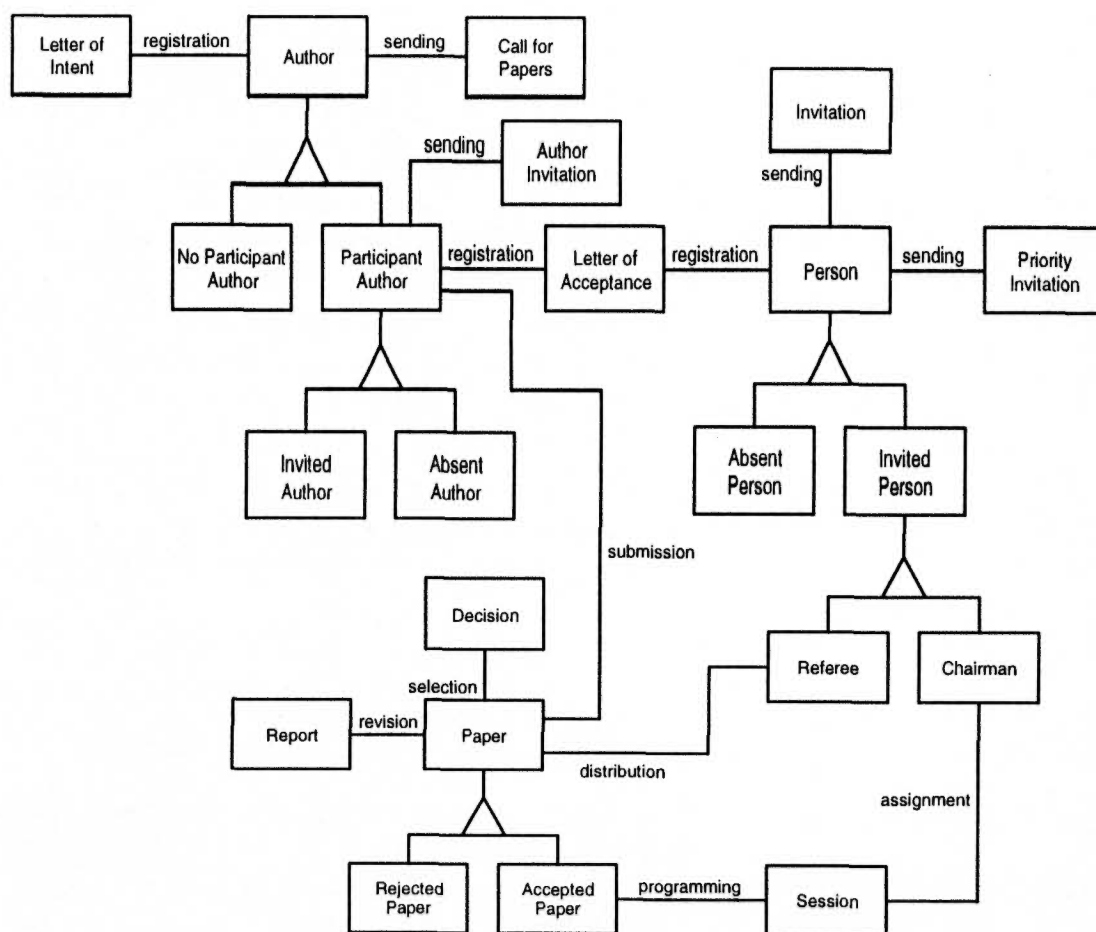 Letter of
Intent
registration
Author
sending
Call for
Papers
Invitation
sending
Author
Invitation
sending
No Participant
Author
Participant
Author
registration
Letter of
Acceptance
registration
Person
sending
Priority
Invitation
Invited
Author
Absent
Author
Absent
Person
Invited
Person
submission
Decision
selection
Referee
Chairman
Report
revision
Paper
distribution
assignment
Rejected
Paper
Accepted
Paper
programming
Session